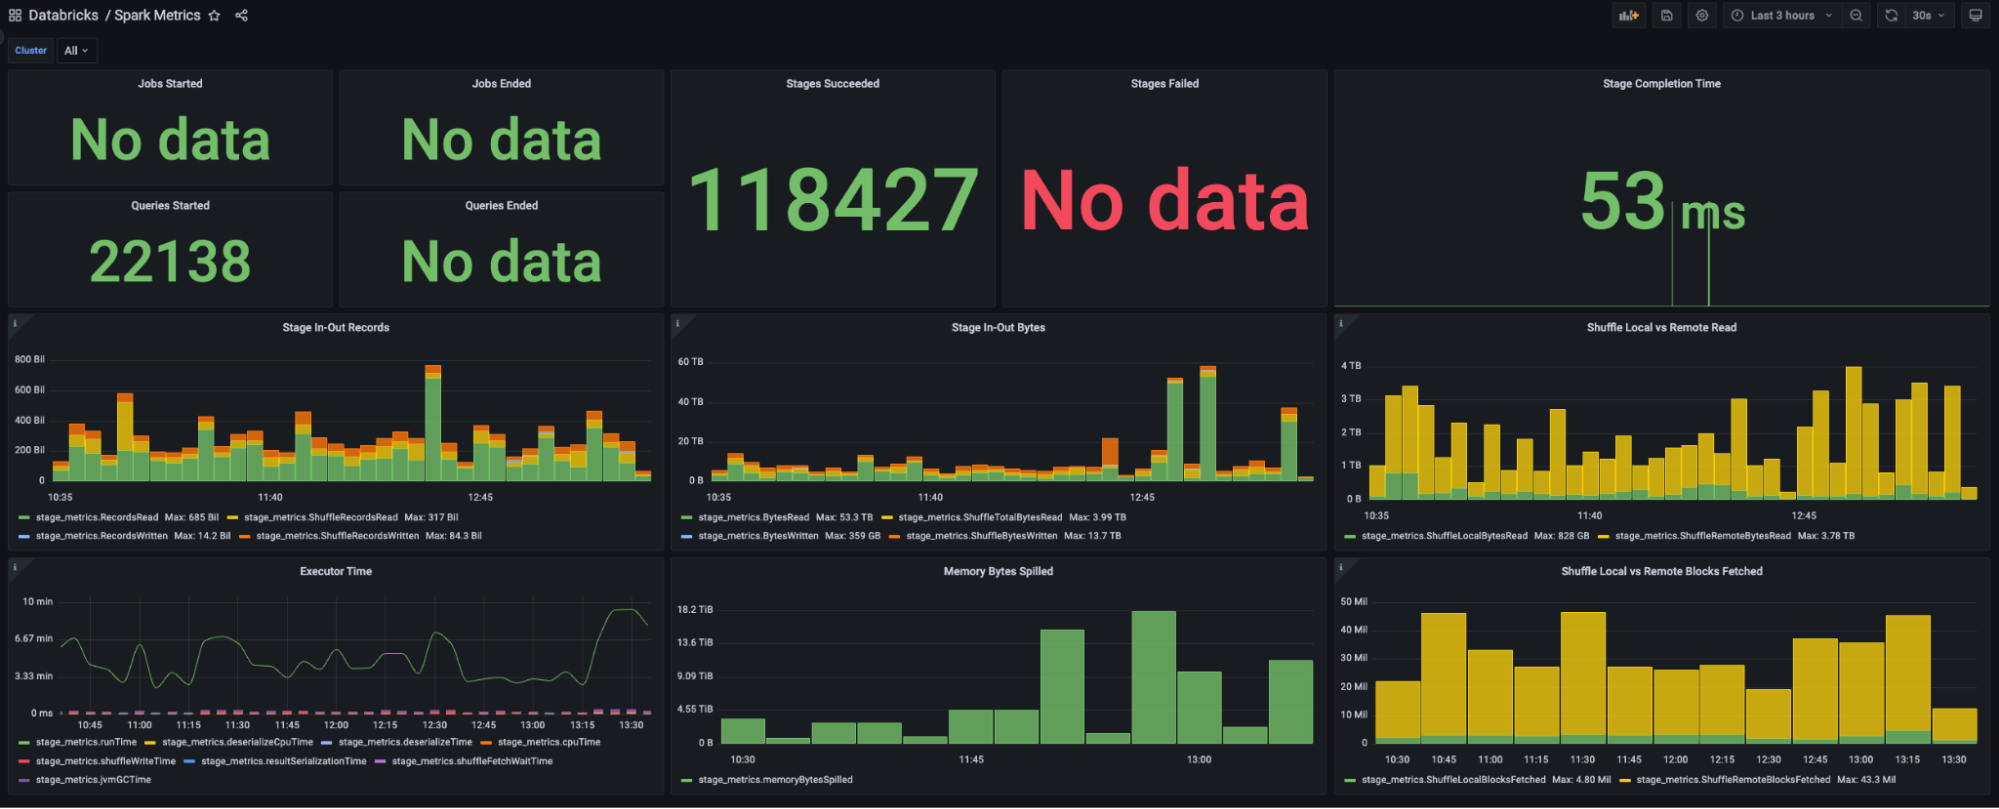 Databricks / Spark Metrics
Last 3 hours
30s
Cluster All
Jobs Started
No data
Jobs Ended
No data
Queries Started
22138
Queries Ended
No data
Stages Succeeded
118427
Stages Failed
No data
Stage Completion Time
53 ms
Stage In-Out Records
800 Bil
600 Bil
400 Bil
200 Bil
0
10:35 11:40 12:45
stage_metrics.RecordsRead Max: 685 Bil stage_metrics.ShuffleRecordsRead Max: 317 Bil
stage_metrics.RecordsWritten Max: 14.2 Bil stage_metrics.ShuffleRecordsWritten Max: 84.3 Bil
Stage In-Out Bytes
60 TB
40 TB
20 TB
0 B
10:35 11:40 12:45
stage_metrics.BytesRead Max: 53.3 TB stage_metrics.ShuffleTotalBytesRead Max: 3.99 TB
stage_metrics.BytesWritten Max: 359 GB stage_metrics.ShuffleBytesWritten Max: 13.7 TB
Shuffle Local vs Remote Read
4 TB
3 TB
2 TB
1 TB
0 B
10:35 11:40 12:45
stage_metrics.ShuffleLocalBytesRead Max: 828 GB stage_metrics.ShuffleRemoteBytesRead Max: 3.78 TB
Executor Time
10 min
6.67 min
3.33 min
0 ms
10:45 11:00 11:15 11:30 11:45 12:00 12:15 12:30 12:45 13:00 13:15 13:30
stage_metrics.runTime stage_metrics.deserializeCpuTime stage_metrics.deserializeTime stage_metrics.cpuTime
stage_metrics.shuffleWriteTime stage_metrics.resultSerializationTime stage_metrics.shuffleFetchWaitTime
stage_metrics.jvmGCTime
Memory Bytes Spilled
18.2 TiB
13.6 TiB
9.09 TiB
4.55 TiB
0 B
10:30 11:45 13:00
stage_metrics.memoryBytesSpilled
Shuffle Local vs Remote Blocks Fetched
50 Mil
40 Mil
30 Mil
20 Mil
10 Mil
0
10:30 10:45 11:00 11:15 11:30 11:45 12:00 12:15 12:30 12:45 13:00 13:15 13:30
stage_metrics.ShuffleLocalBlocksFetched Max: 4.80 Mil stage_metrics.ShuffleRemoteBlocksFetched Max: 43.3 Mil